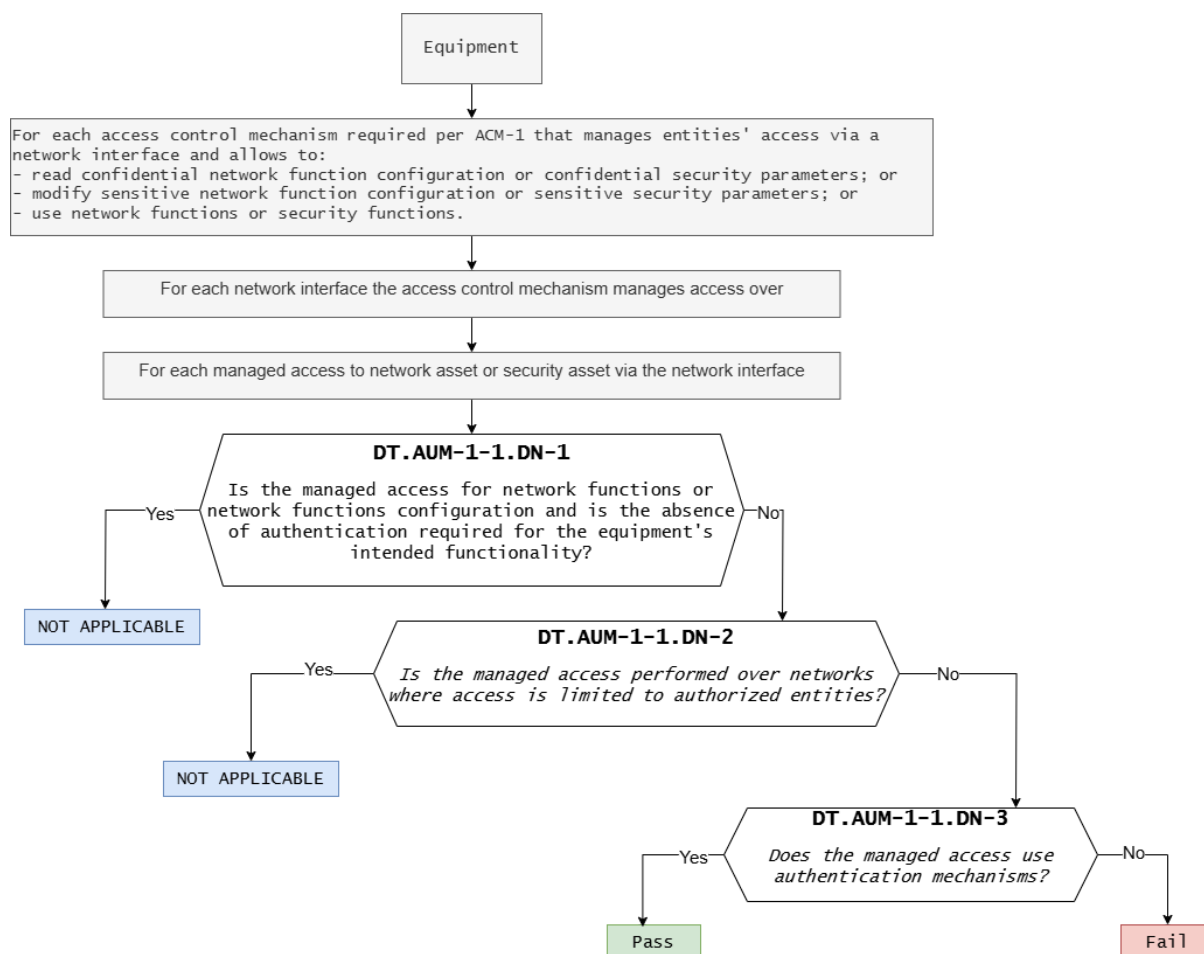 Equipment
For each access control mechanism required per ACM-1 that manages entities' access via a
network interface and allows to:
- read confidential network function configuration or confidential security parameters; or
- modify sensitive network function configuration or sensitive security parameters; or
- use network functions or security functions.
For each network interface the access control mechanism manages access over
For each managed access to network asset or security asset via the network interface
DT.AUM-1-1.DN-1
Is the managed access for network functions or
network functions configuration and is the absence
of authentication required for the equipment's
intended functionality?
Yes
No
NOT APPLICABLE
DT.AUM-1-1.DN-2
Is the managed access performed over networks
where access is limited to authorized entities?
Yes
No
NOT APPLICABLE
DT.AUM-1-1.DN-3
Does the managed access use
authentication mechanisms?
Yes
No
Pass
Fail